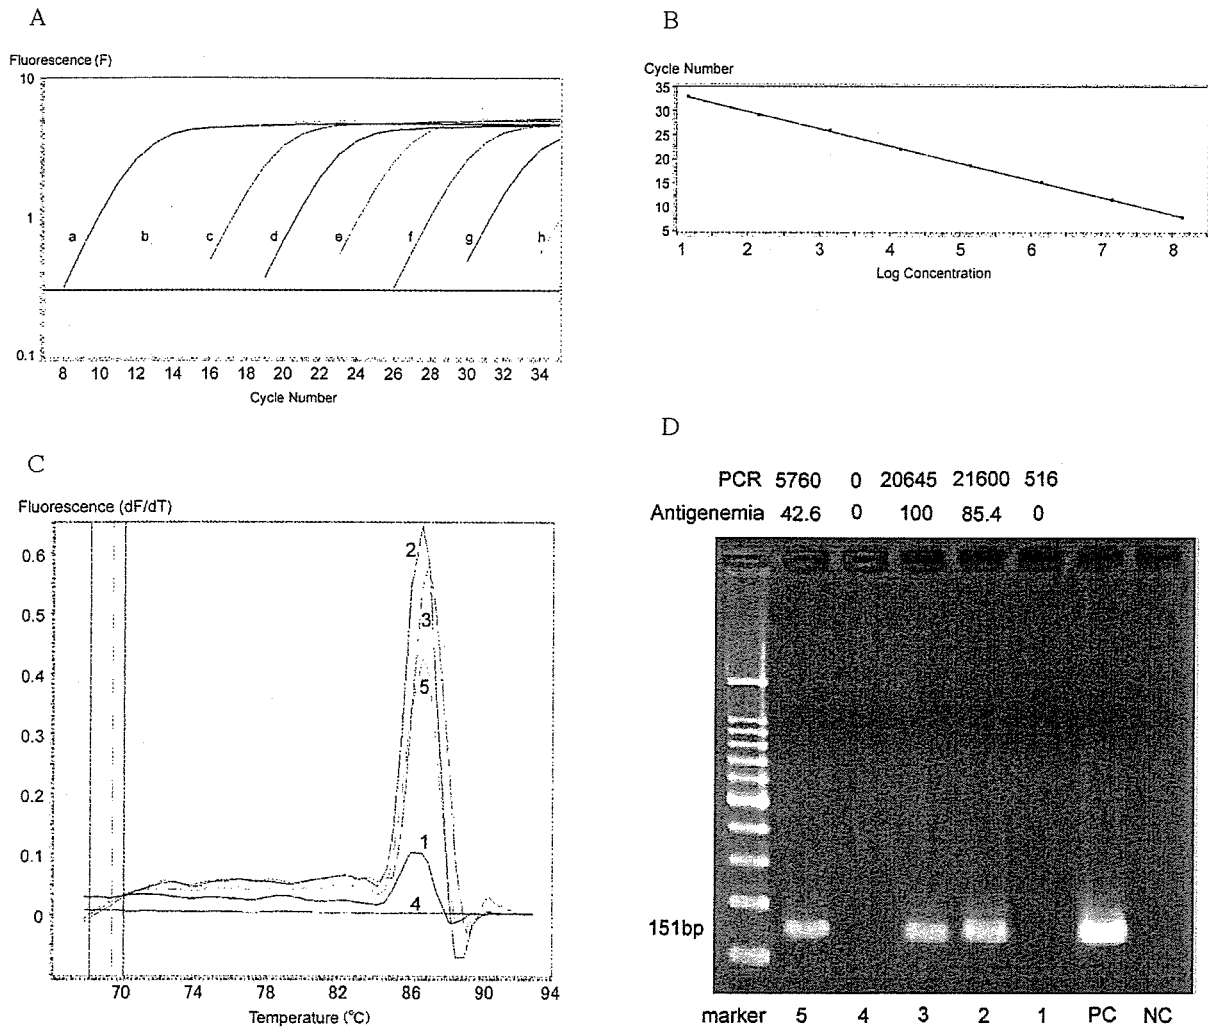 A
Fluorescence (F)
10
1
0.1
a b c d e f g h
8 10 12 14 16 18 20 22 24 26 28 30 32 34
Cycle Number
B
Cycle Number
35
30
25
20
15
10
5
1 2 3 4 5 6 7 8
Log Concentration
C
Fluorescence (dF/dT)
0.6
0.5
0.4
0.3
0.2
0.1
0
2
3
5
1
4
70 74 78 82 86 90 94
Temperature (°C)
D
PCR 5760 0 20645 21600 516
Antigenemia 42.6 0 100 85.4 0
151bp
marker 5 4 3 2 1 PC NC